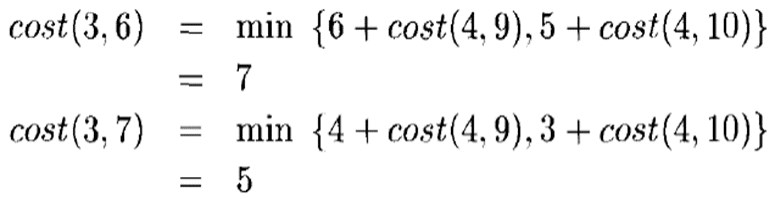 cost(3, 6) = min {6 + cost(4, 9), 5 + cost(4, 10)}
= 7
cost(3, 7) = min {4 + cost(4, 9), 3 + cost(4, 10)}
= 5